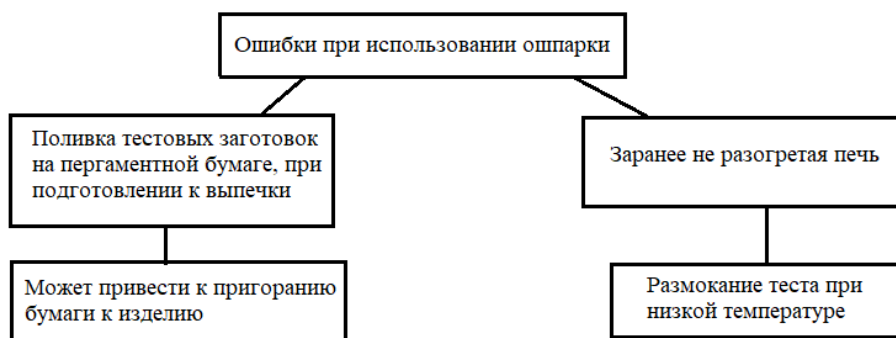 Ошибки при использовании ошпарки
Поливка тестовых заготовок
на пергаментной бумаге, при
подготовлении к выпечки
Заранее не разогретая печь
Может привести к пригоранию
бумаги к изделию
Размокание теста при
низкой температуре